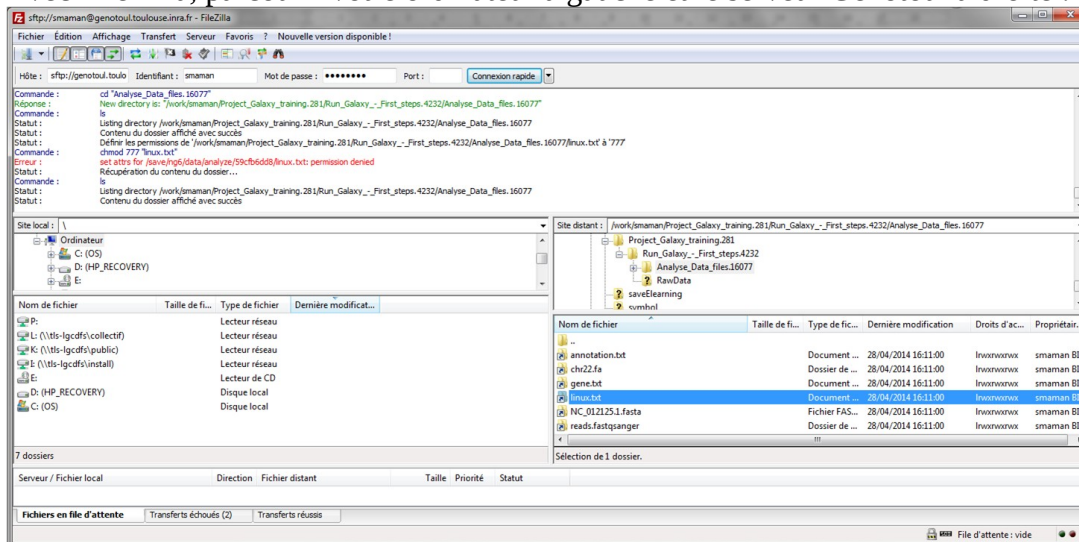 sftp://smaman@genotoul.toulouse.inra.fr - FileZilla
Fichier Édition Affichage Transfert Serveur Favoris ? Nouvelle version disponible !
Hôte : sftp://genotoul.toulo Identifiant : smaman Mot de passe : ●●●●●●●● Port : Connexion rapide
Commande : cd "Analyse_Data_files.16077"
Réponse : New directory is: "/work/smaman/Project_Galaxy_training.281/Run_Galaxy_-_First_steps.4232/Analyse_Data_files.16077"
Commande : ls
Statut : Listing directory /work/smaman/Project_Galaxy_training.281/Run_Galaxy_-_First_steps.4232/Analyse_Data_files.16077
Statut : Contenu du dossier affiché avec succès
Statut : Définir les permissions de '/work/smaman/Project_Galaxy_training.281/Run_Galaxy_-_First_steps.4232/Analyse_Data_files.16077/linux.txt' à '777'
Commande : chmod 777 "linux.txt"
Erreur : set attrs for /save/ng6/data/analyze/59cfb6dd8/linux.txt: permission denied
Statut : Récupération du contenu du dossier...
Commande : ls
Statut : Listing directory /work/smaman/Project_Galaxy_training.281/Run_Galaxy_-_First_steps.4232/Analyse_Data_files.16077
Statut : Contenu du dossier affiché avec succès
Site local : \
Ordinateur
C: (OS)
D: (HP_RECOVERY)
E:
Nom de fichier Taille de fi... Type de fichier Dernière modificat...
P: Lecteur réseau
L: (\\tls-lgcdfs\collectif) Lecteur réseau
K: (\\tls-lgcdfs\public) Lecteur réseau
I: (\\tls-lgcdfs\install) Lecteur réseau
E: Lecteur de CD
D: (HP_RECOVERY) Disque local
C: (OS) Disque local
7 dossiers
Site distant : /work/smaman/Project_Galaxy_training.281/Run_Galaxy_-_First_steps.4232/Analyse_Data_files.16077
Project_Galaxy_training.281
Run_Galaxy_-_First_steps.4232
Analyse_Data_files.16077
RawData
saveElearning
symbol
Nom de fichier Taille de fi... Type de fic... Dernière modification Droits d'ac... Propriétair.
..
annotation.txt Document ... 28/04/2014 16:11:00 lrwxrwxrwx smaman BI
chr22.fa Dossier de ... 28/04/2014 16:11:00 lrwxrwxrwx smaman BI
gene.txt Document ... 28/04/2014 16:11:00 lrwxrwxrwx smaman BI
linux.txt Document ... 28/04/2014 16:11:00 lrwxrwxrwx smaman BI
NC_012125.1.fasta Fichier FAS... 28/04/2014 16:11:00 lrwxrwxrwx smaman BI
reads.fastqsanger Dossier de ... 28/04/2014 16:11:00 lrwxrwxrwx smaman BI
Sélection de 1 dossier.
Serveur / Fichier local Direction Fichier distant Taille Priorité Statut
Fichiers en file d'attente Transferts échoués (2) Transferts réussis
File d'attente : vide